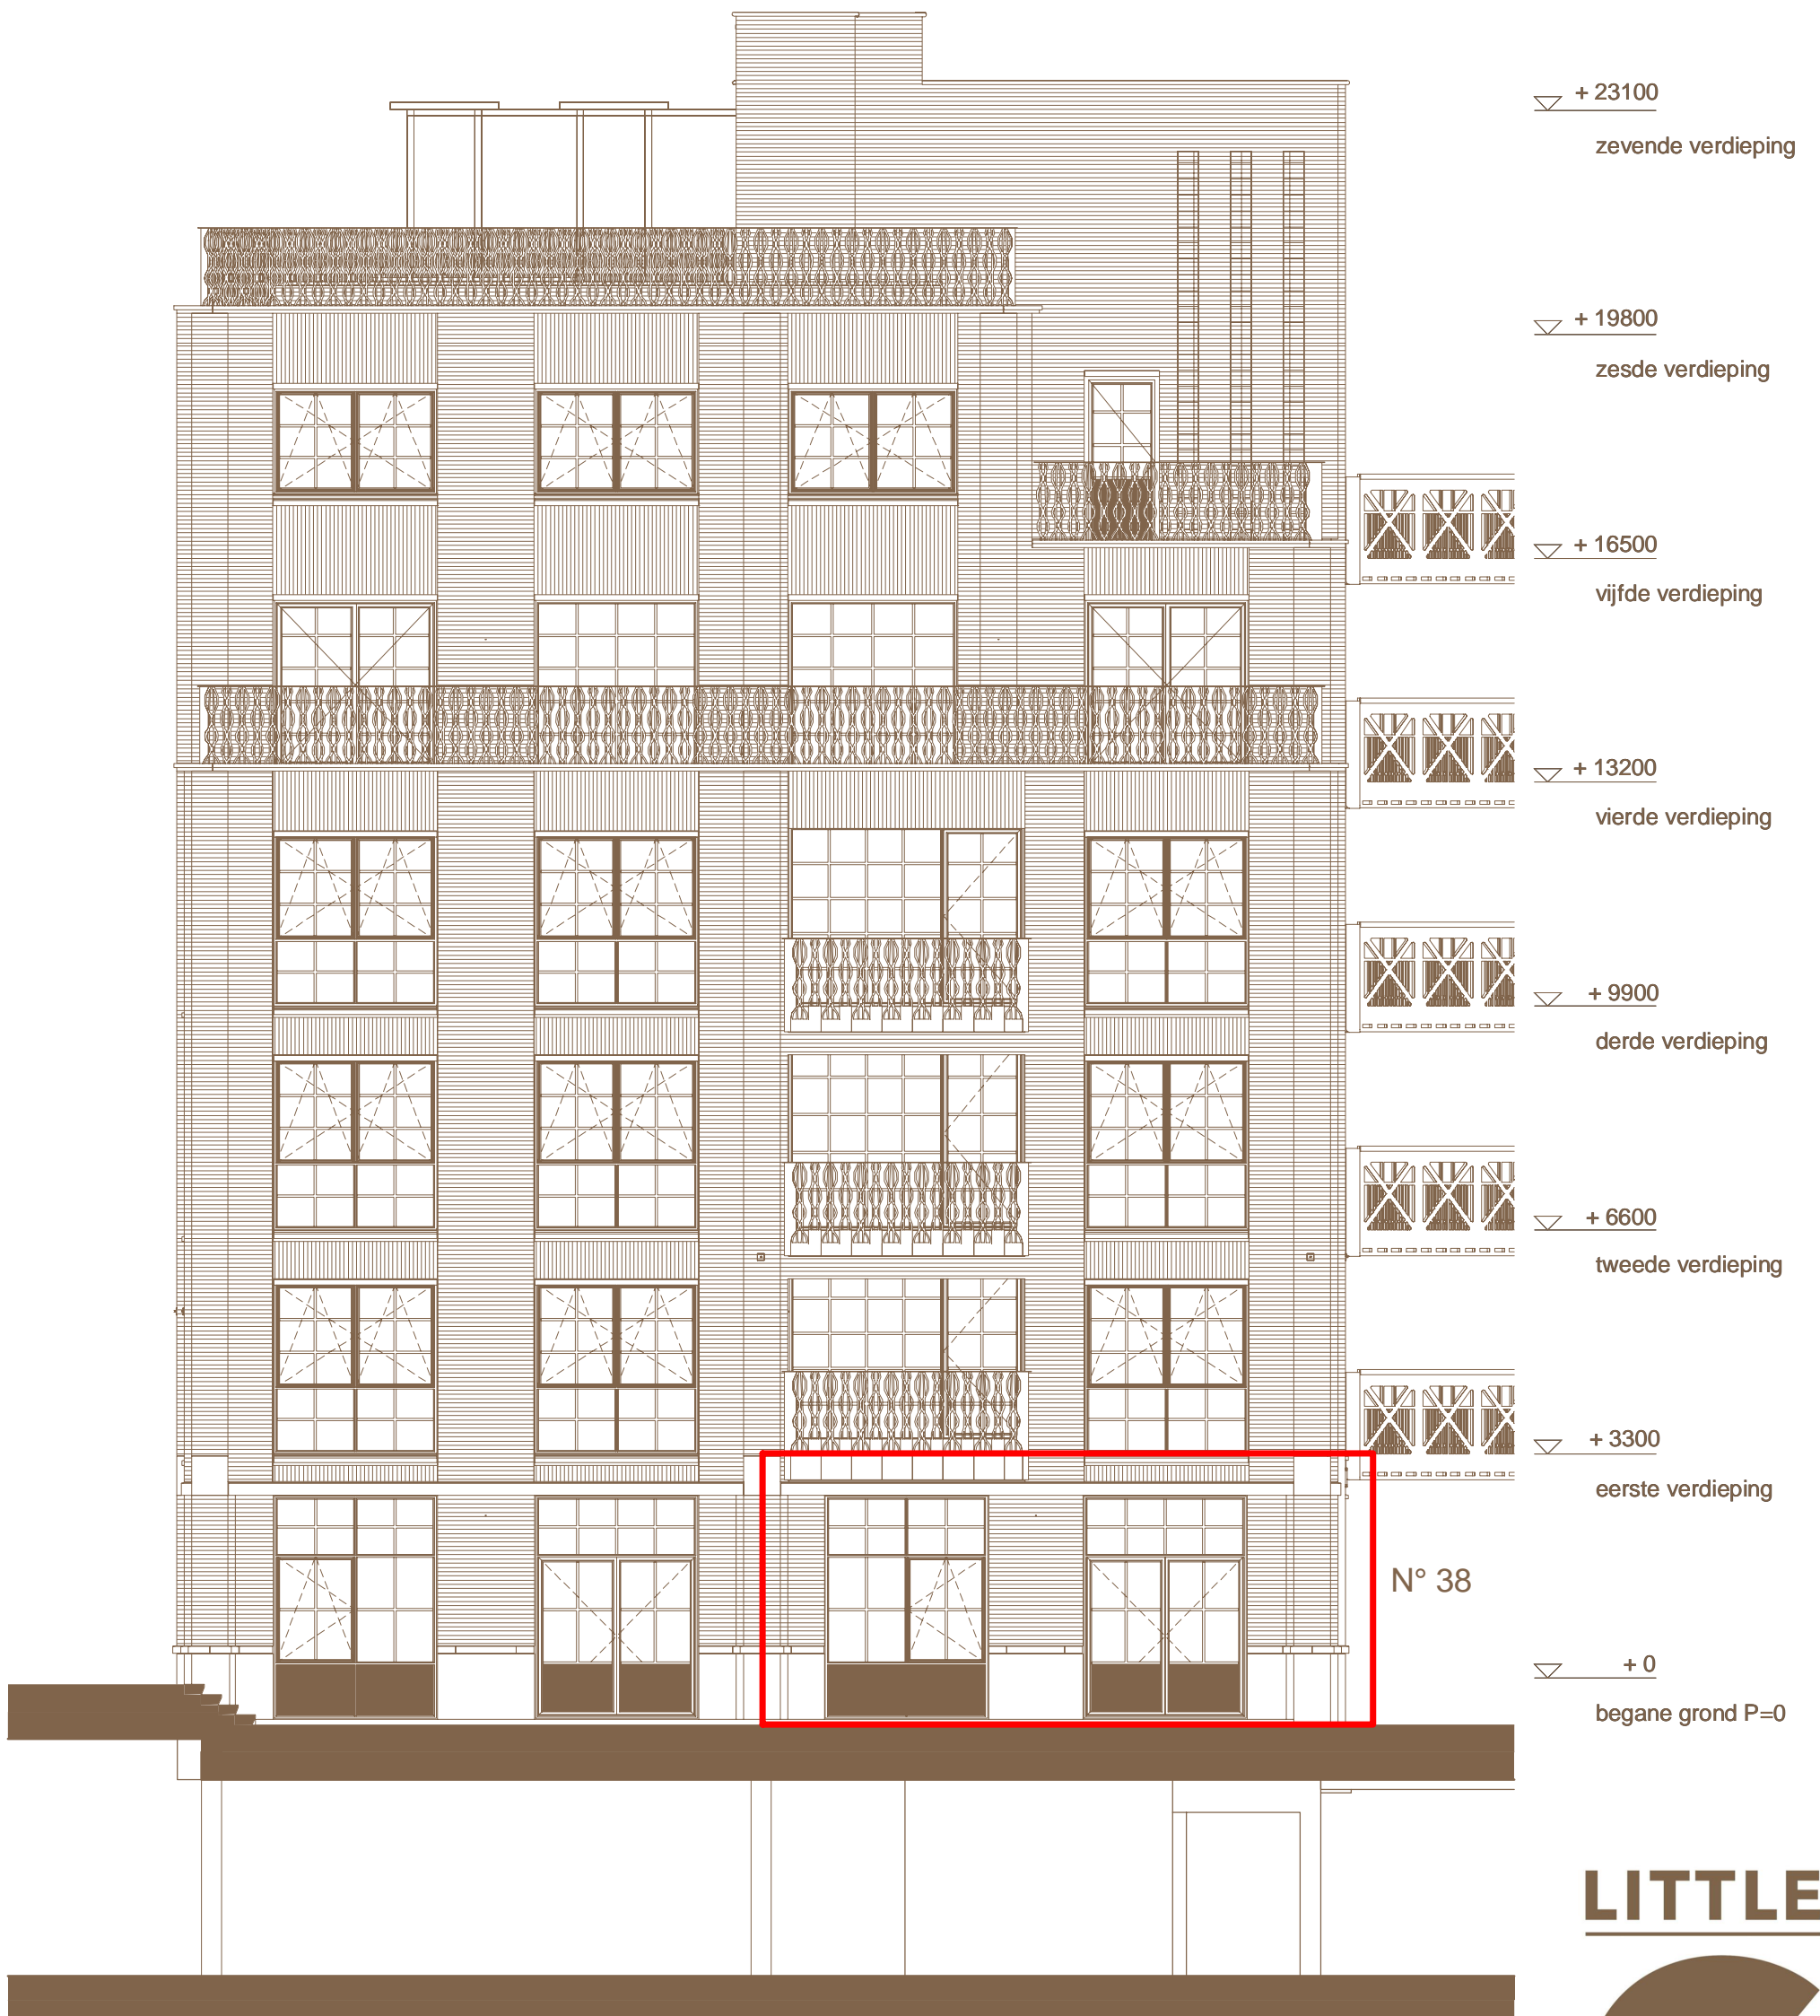 + 23100
zevende verdieping
+ 19800
zesde verdieping
+ 16500
vijfde verdieping
+ 13200
vierde verdieping
+ 9900
derde verdieping
+ 6600
tweede verdieping
+ 3300
eerste verdieping
N° 38
+ 0
begane grond P=0
LITTLE